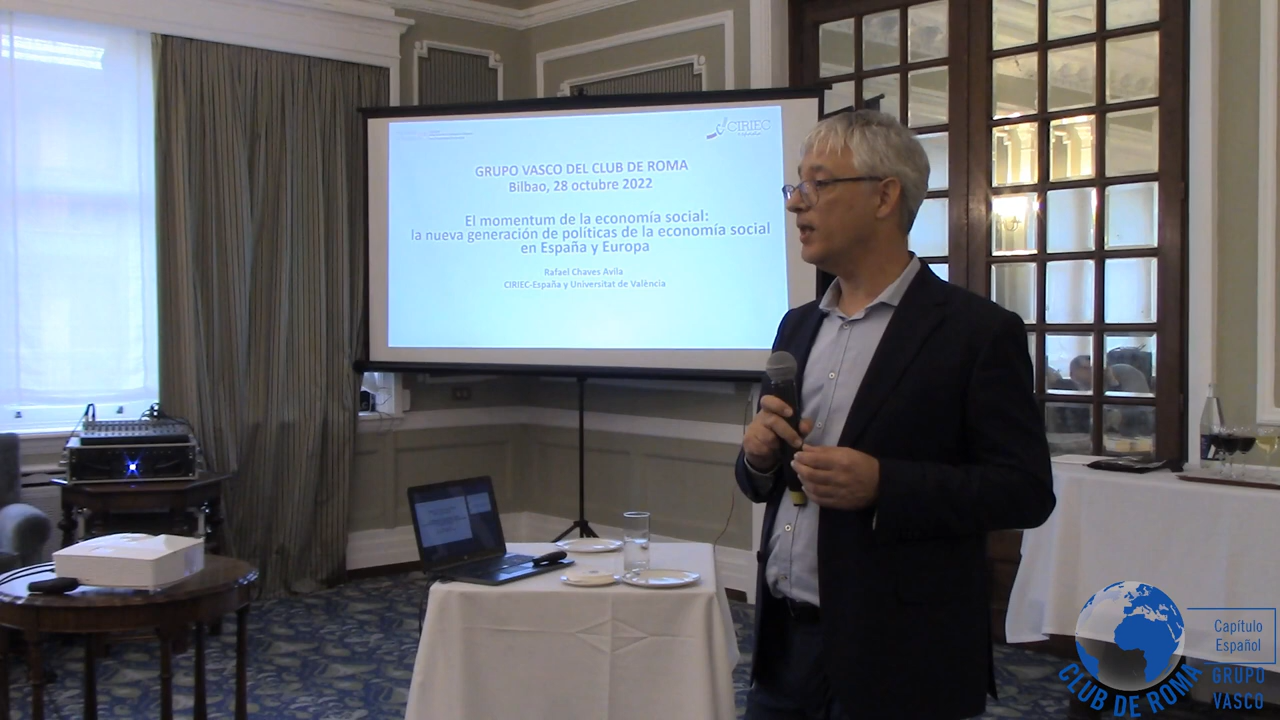 CIRIEC
España
GRUPO VASCO DEL CLUB DE ROMA
Bilbao, 28 octubre 2022
El momentum de la economía social:
la nueva generación de políticas de la economía social
en España y Europa
Rafael Chaves Avila
CIRIEC-España y Universitat de València
Capítulo
Español
GRUPO
VASCO
CLUB DE ROMA